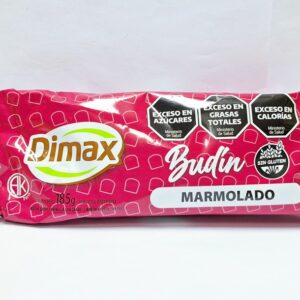 EXCESO EN
AZÚCARES
Ministerio
de Salud
EXCESO EN
GRASAS
TOTALES
Ministerio
de Salud
EXCESO EN
CALORÍAS
Ministerio
de Salud
Dimax
Budín
SIN GLUTEN
185g
MARMOLADO